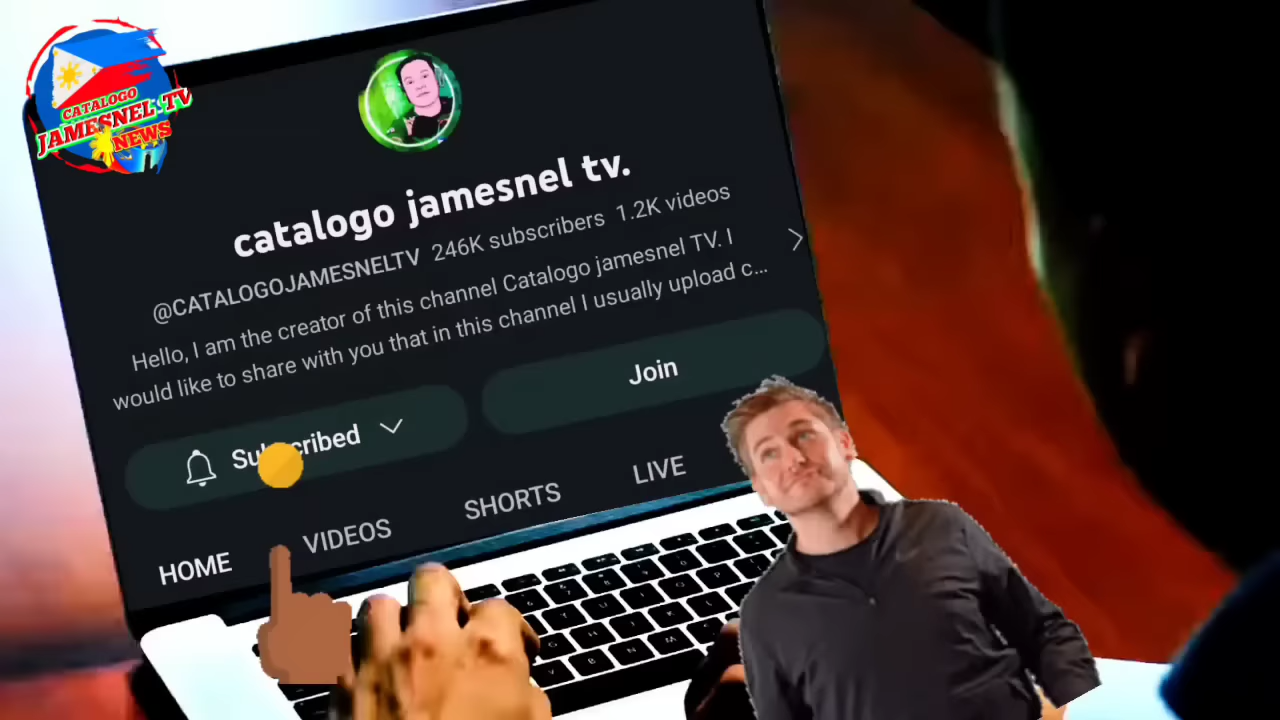 CATALOGO
JAMESNEL TV
NEWS
catalogo jamesnel tv.
@CATALOGOJAMESNELTV 246K subscribers 1.2K videos
Hello, I am the creator of this channel Catalogo jamesnel TV. I
would like to share with you that in this channel I usually upload c...
Subscribed
Join
HOME VIDEOS SHORTS LIVE